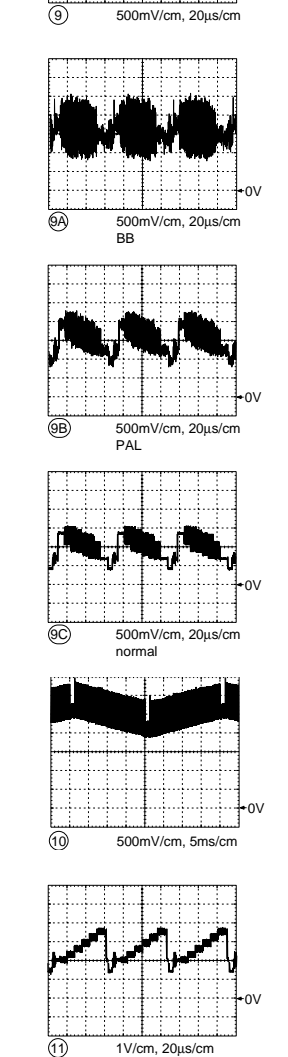 9 500mV/cm, 20µs/cm
0V
9A 500mV/cm, 20µs/cm
BB
0V
9B 500mV/cm, 20µs/cm
PAL
0V
9C 500mV/cm, 20µs/cm
normal
0V
10 500mV/cm, 5ms/cm
0V
11 1V/cm, 20µs/cm